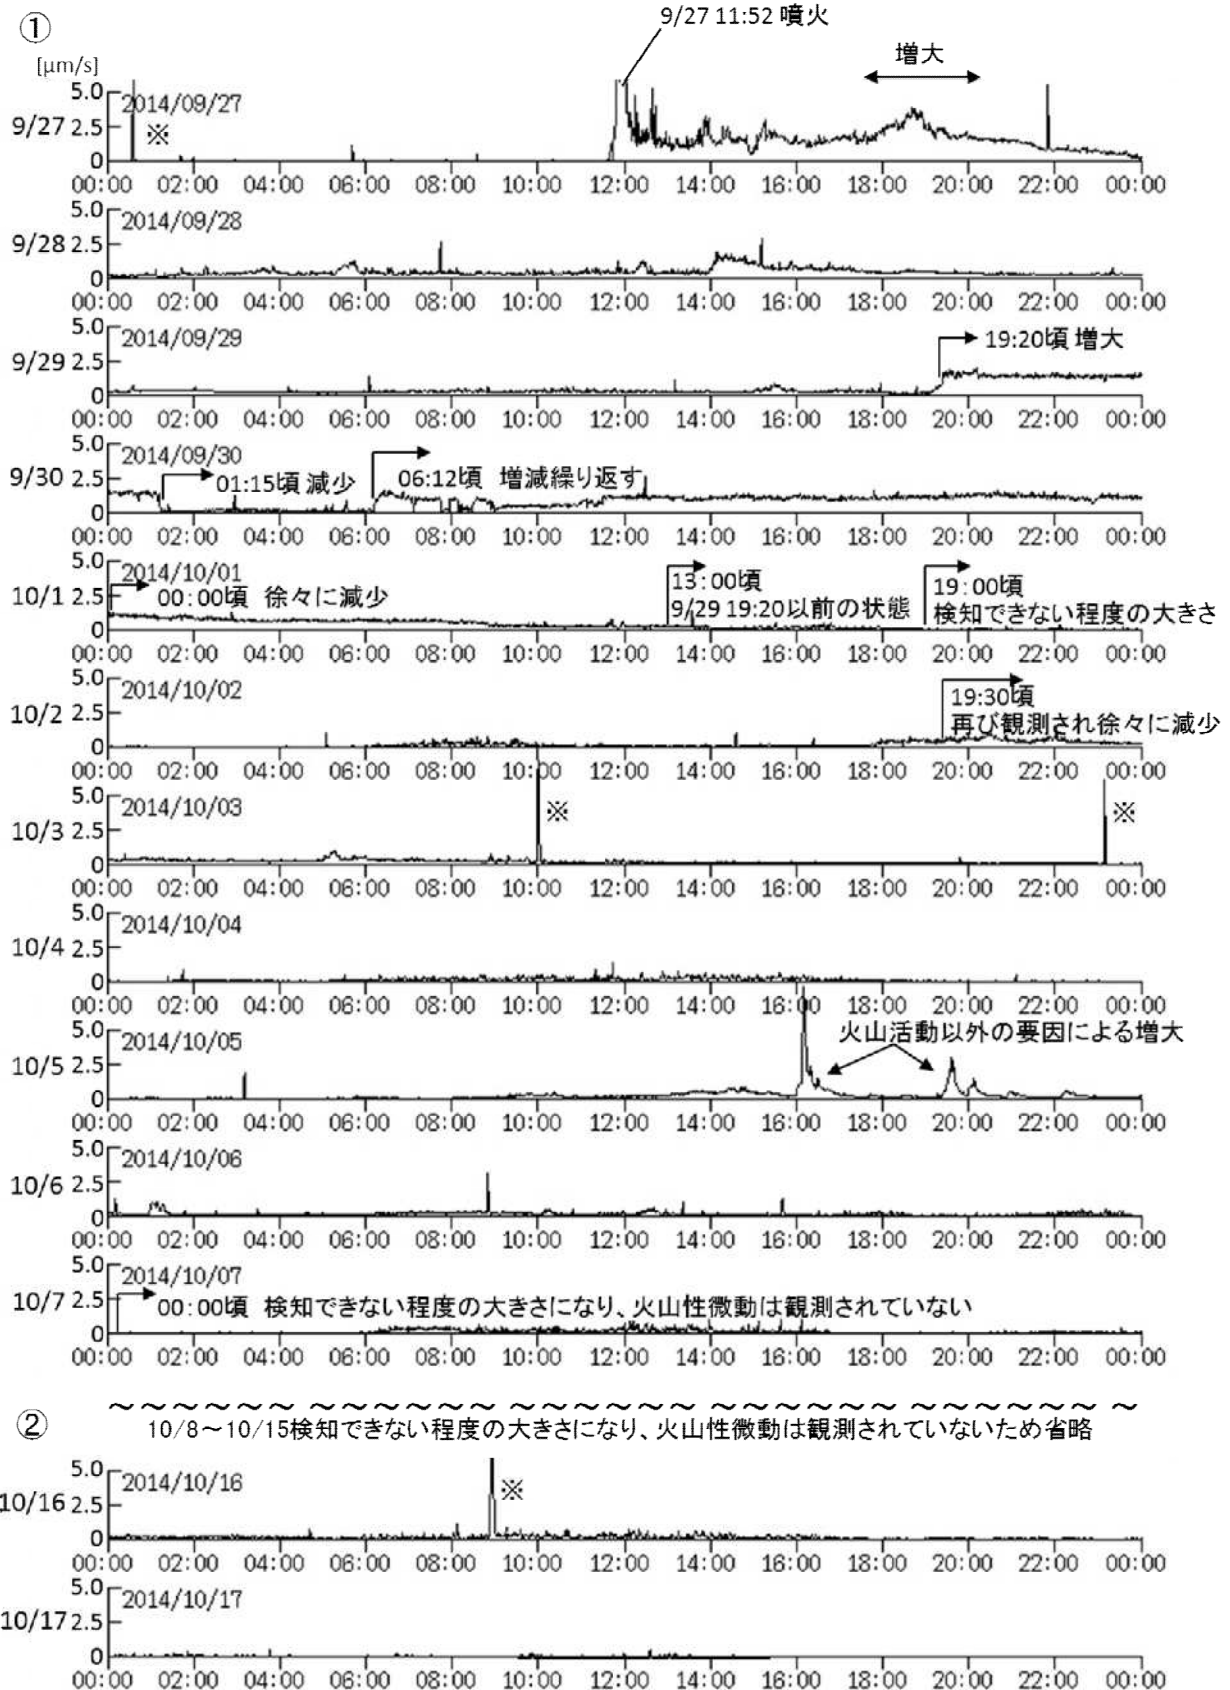 ①
9/27 11:52 噴火
[μm/s]
増大
5.0
2014/09/27
9/27 2.5
※
0
00:00 02:00 04:00 06:00 08:00 10:00 12:00 14:00 16:00 18:00 20:00 22:00 00:00
5.0
2014/09/28
9/28 2.5
0
00:00 02:00 04:00 06:00 08:00 10:00 12:00 14:00 16:00 18:00 20:00 22:00 00:00
5.0
2014/09/29
19:20頃 増大
9/29 2.5
0
00:00 02:00 04:00 06:00 08:00 10:00 12:00 14:00 16:00 18:00 20:00 22:00 00:00
5.0
2014/09/30
9/30 2.5
01:15頃 減少 06:12頃 増減繰り返す
0
00:00 02:00 04:00 06:00 08:00 10:00 12:00 14:00 16:00 18:00 20:00 22:00 00:00
5.0
2014/10/01
13:00頃 19:00頃
10/1 2.5
00:00頃 徐々に減少 9/29 19:20以前の状態 検知できない程度の大きさ
0
00:00 02:00 04:00 06:00 08:00 10:00 12:00 14:00 16:00 18:00 20:00 22:00 00:00
5.0
2014/10/02
19:30頃
10/2 2.5
再び観測され徐々に減少
0
00:00 02:00 04:00 06:00 08:00 10:00 12:00 14:00 16:00 18:00 20:00 22:00 00:00
5.0
2014/10/03
※ ※
10/3 2.5
0
00:00 02:00 04:00 06:00 08:00 10:00 12:00 14:00 16:00 18:00 20:00 22:00 00:00
5.0
2014/10/04
10/4 2.5
0
00:00 02:00 04:00 06:00 08:00 10:00 12:00 14:00 16:00 18:00 20:00 22:00 00:00
5.0
2014/10/05
火山活動以外の要因による増大
10/5 2.5
0
00:00 02:00 04:00 06:00 08:00 10:00 12:00 14:00 16:00 18:00 20:00 22:00 00:00
5.0
2014/10/06
10/6 2.5
0
00:00 02:00 04:00 06:00 08:00 10:00 12:00 14:00 16:00 18:00 20:00 22:00 00:00
5.0
2014/10/07
10/7 2.5
00:00頃 検知できない程度の大きさになり、火山性微動は観測されていない
0
00:00 02:00 04:00 06:00 08:00 10:00 12:00 14:00 16:00 18:00 20:00 22:00 00:00
②
10/8～10/15検知できない程度の大きさになり、火山性微動は観測されていないため省略
5.0
2014/10/16
※
10/16 2.5
0
00:00 02:00 04:00 06:00 08:00 10:00 12:00 14:00 16:00 18:00 20:00 22:00 00:00
5.0
2014/10/17
10/17 2.5
0
00:00 02:00 04:00 06:00 08:00 10:00 12:00 14:00 16:00 18:00 20:00 22:00 00:00